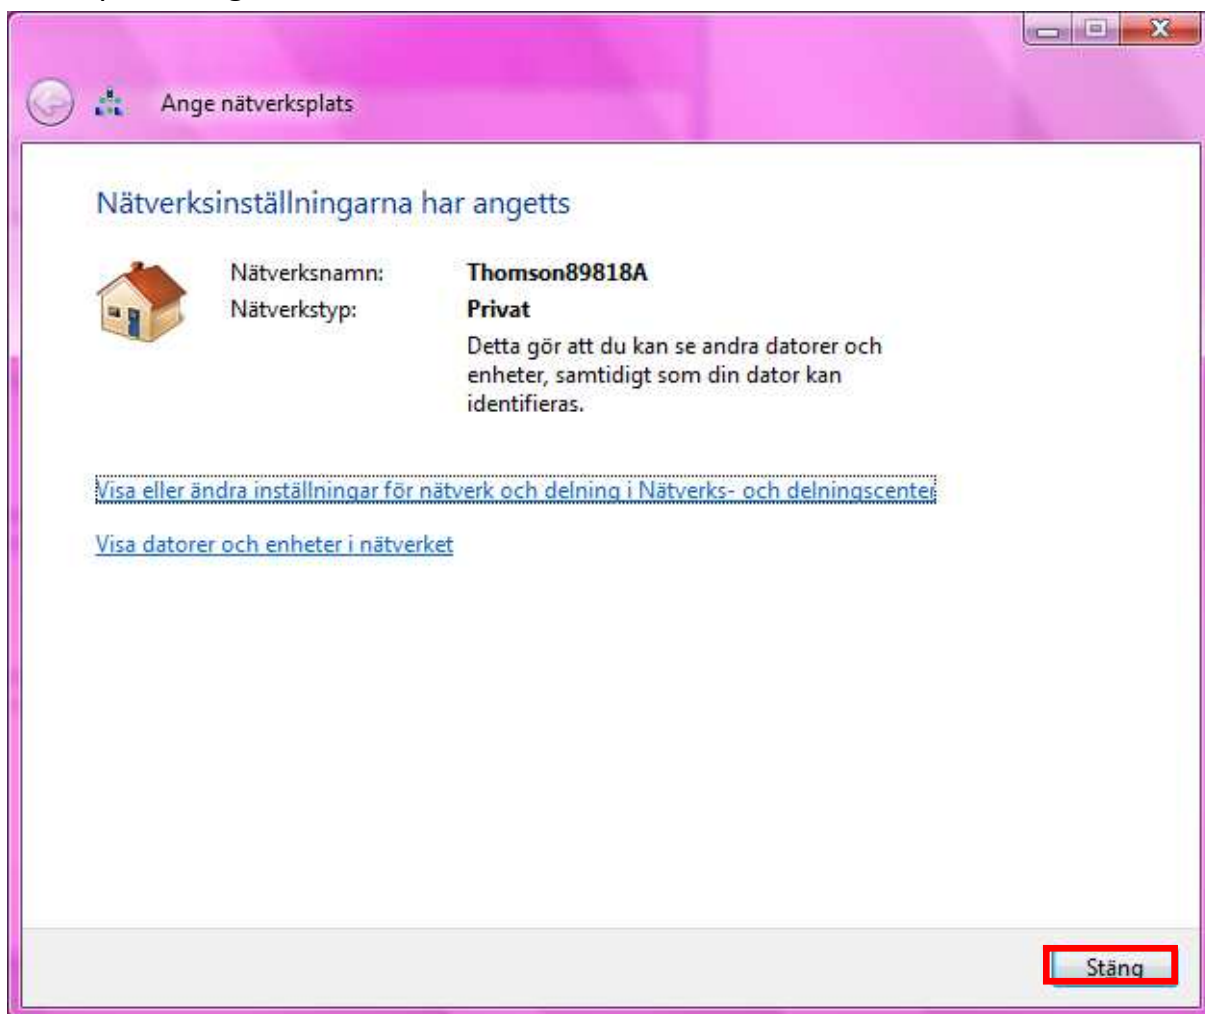 Ange nätverksplats
Nätverksinställningarna har angetts
Nätverksnamn: Thomson89818A
Nätverkstyp: Privat
Detta gör att du kan se andra datorer och
enheter, samtidigt som din dator kan
identifieras.
Visa eller ändra inställningar för nätverk och delning i Nätverks- och delningscenter
Visa datorer och enheter i nätverket
Stäng